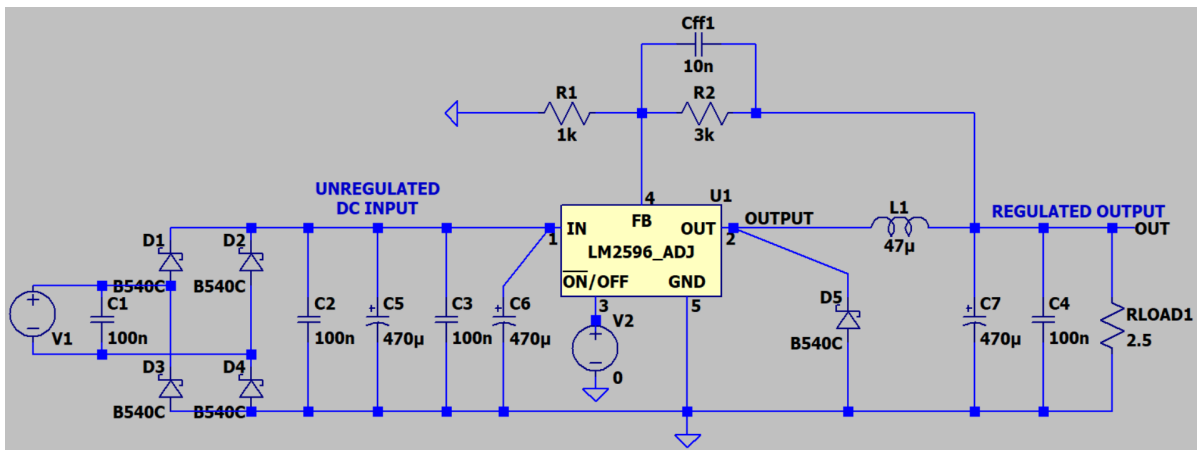 Cff1
10n
R1
1k
R2
3k
UNREGULATED
DC INPUT
4
U1
FB
IN
OUT
1
2
LM2596_ADJ
ON/OFF
GND
3
5
OUTPUT
L1
47µ
REGULATED OUTPUT
OUT
D1
B540C
D2
B540C
V1
C1
100n
D3
B540C
D4
B540C
C2
100n
C5
470µ
C3
100n
C6
470µ
V2
0
D5
B540C
C7
470µ
C4
100n
RLOAD1
2.5
+
+
+
+
+